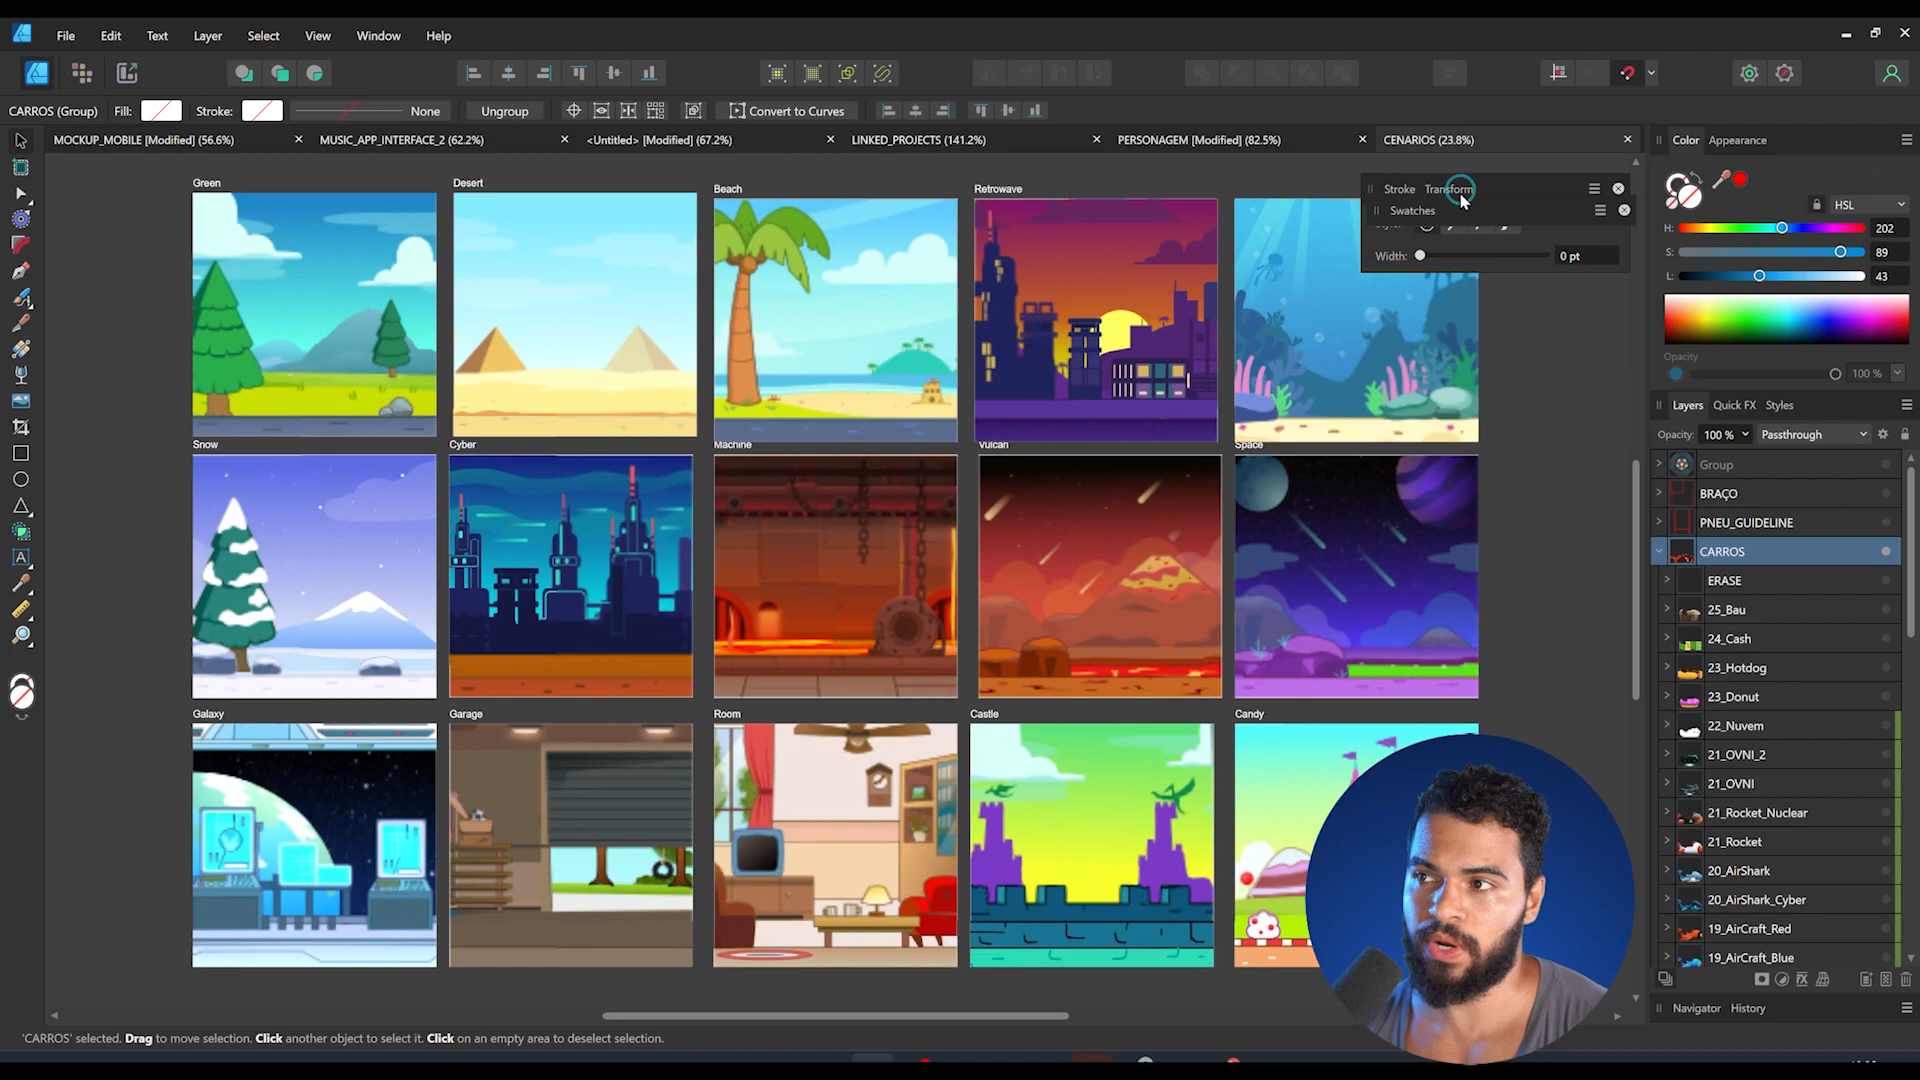 File Edit Text Layer Select View Window Help
CARROS (Group) Fill: Stroke: None Ungroup Convert to Curves
MOCKUP_MOBILE [Modified] (56.6%) MUSIC_APP_INTERFACE_2 (62.2%) <Untitled> [Modified] (67.2%) LINKED_PROJECTS (141.2%) PERSONAGEM [Modified] (82.5%) CENARIOS (23.8%)
Color Appearance
Stroke Transform
Swatches
Width: 0 pt
HSL
H: 202
S: 89
L: 43
Opacity
100 %
Layers Quick FX Styles
Opacity: 100 % Passthrough
Group
BRAÇO
PNEU_GUIDELINE
CARROS
ERASE
25_Bau
24_Cash
23_Hotdog
23_Donut
22_Nuvem
21_OVNI_2
21_OVNI
21_Rocket_Nuclear
21_Rocket
20_AirShark
20_AirShark_Cyber
19_AirCraft_Red
19_AirCraft_Blue
Navigator History
Green Desert Beach Retrowave
Snow Cyber Machine Vulcan Space
Galaxy Garage Room Castle Candy
'CARROS' selected. Drag to move selection. Click another object to select it. Click on an empty area to deselect selection.